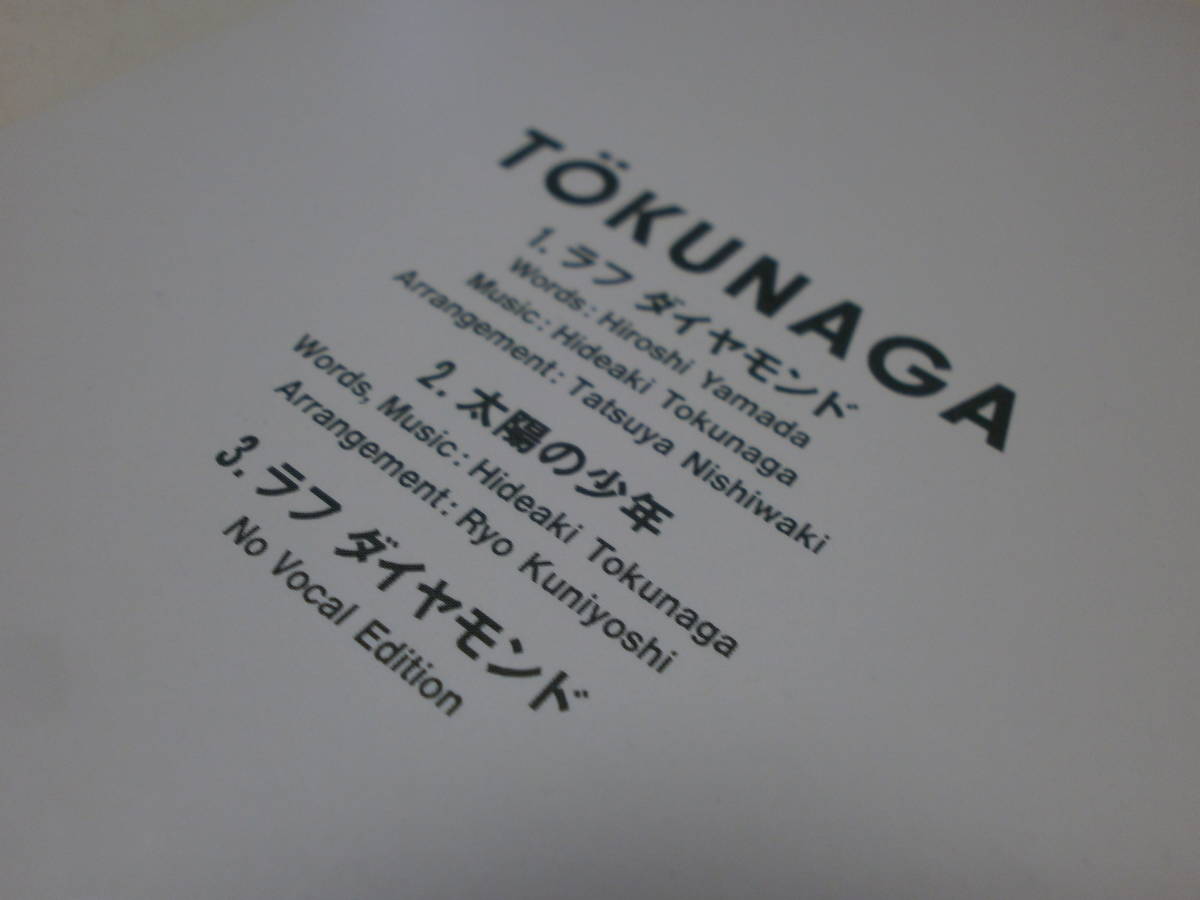 TÖKUNAGA
1. ラフ ダイヤモンド
Words: Hiroshi Yamada
Music: Hideaki Tokunaga
Arrangement: Tatsuya Nishiwaki
2. 太陽の少年
Words, Music: Hideaki Tokunaga
Arrangement: Ryo Kuniyoshi
3. ラフ ダイヤモンド
No Vocal Edition